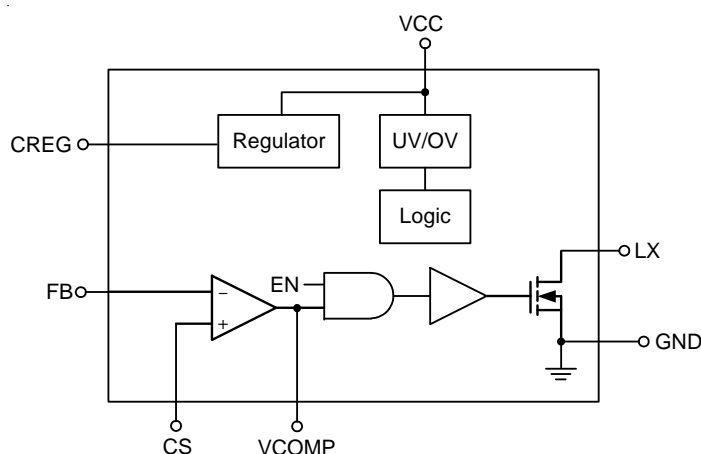 VCC
CREG
Regulator
UV/OV
Logic
LX
FB
−
EN
+
GND
CS
VCOMP